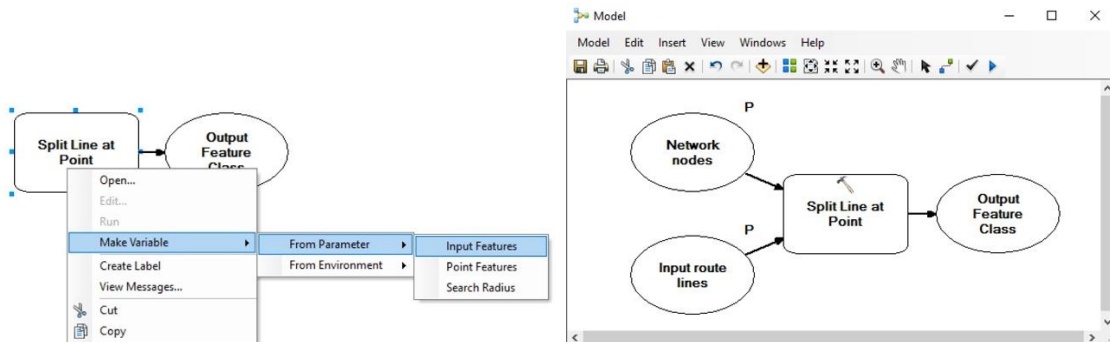 Split Line at
Point
Output
Feature
Class
Open...
Edit...
Run
Make Variable
Create Label
View Messages...
Cut
Copy
From Parameter
From Environment
Input Features
Point Features
Search Radius
Model
Model Edit Insert View Windows Help
P
Network
nodes
Split Line at
Point
Output
Feature
Class
P
Input route
lines